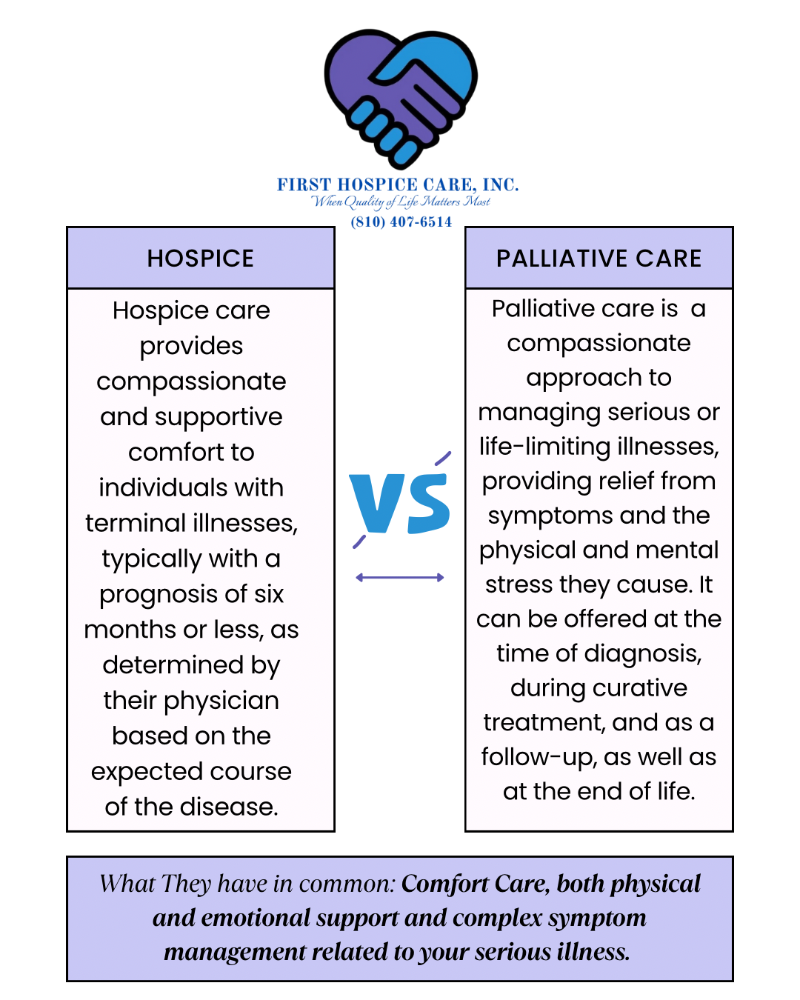 FIRST HOSPICE CARE, INC.
When Quality of Life Matters Most
(810) 407-6514
HOSPICE
Hospice care
provides
compassionate
and supportive
comfort to
individuals with
terminal illnesses,
typically with a
prognosis of six
months or less, as
determined by
their physician
based on the
expected course
of the disease.
VS
PALLIATIVE CARE
Palliative care is  a
compassionate
approach to
managing serious or
life-limiting illnesses,
providing relief from
symptoms and the
physical and mental
stress they cause. It
can be offered at the
time of diagnosis,
during curative
treatment, and as a
follow-up, as well as
at the end of life.
What They have in common: Comfort Care, both physical
and emotional support and complex symptom
management related to your serious illness.